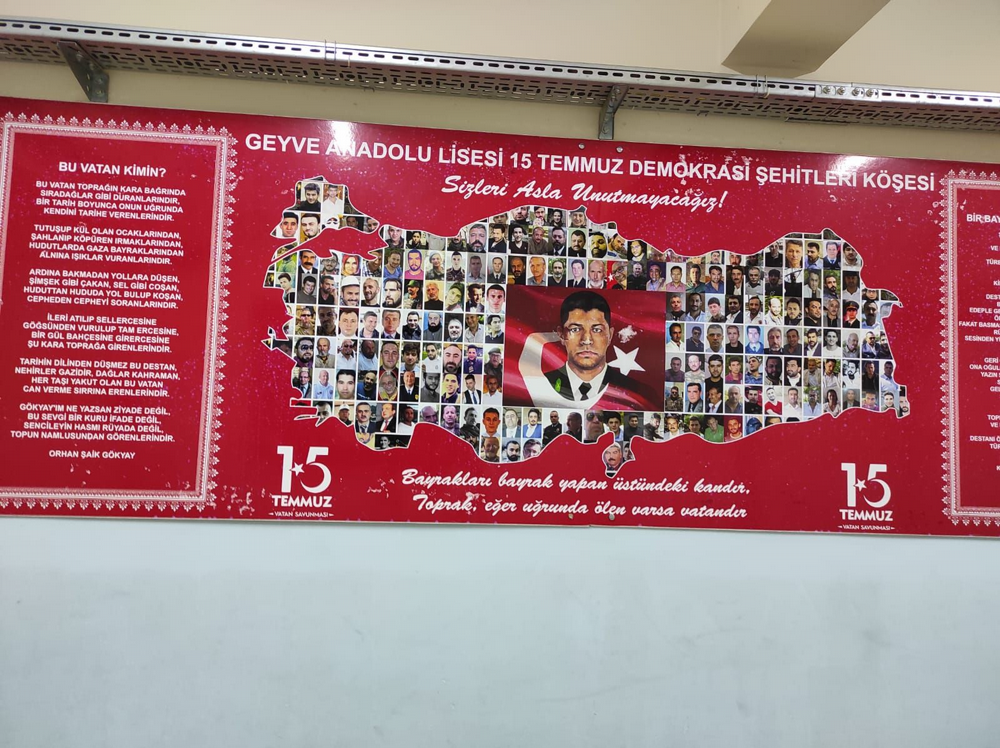 GEYVE ANADOLU LİSESİ 15 TEMMUZ DEMOKRASİ ŞEHİTLERİ KÖŞESİ
Sizleri Asla Unutmayacağız!
BU VATAN KİMİN?
BU VATAN TOPRAĞIN KARA BAĞRINDA
SIRADAĞLAR GİBİ DURANLARINDIR,
BİR TARİH BOYUNCA ONUN UĞRUNDA
KENDİNİ TARİHE VERENLERİNDİR.
TUTUŞUP KÜL OLAN OCAKLARINDAN,
ŞAHLANIP KÖPÜREN IRMAKLARINDAN,
HUDUTLARDA GAZA BAYRAKLARINDAN
ALNINA IŞIKLAR VURANLARINDIR.
ARDINA BAKMADAN YOLLARA DÜŞEN,
ŞİMŞEK GİBİ ÇAKAN, SEL GİBİ COŞAN,
HUDUTTAN HUDUDA YOL BULUP KOŞAN,
CEPHEDEN CEPHEYİ SORANLARINDIR.
İLERİ ATILIP SELLERCESİNE
GÖĞSÜNDEN VURULUP TAM ERCESİNE,
BİR GÜL BAHÇESİNE GİRERCESİNE
ŞU KARA TOPRAĞA GİRENLERİNDİR.
TARİHİN DİLİNDEN DÜŞMEZ BU DESTAN,
NEHİRLER GAZİDİR, DAĞLAR KAHRAMAN,
HER TAŞI YAKUT OLAN BU VATAN
CAN VERME SIRRINA ERENLERİNDİR.
GÖKYAY'IM NE YAZSAN ZİYADE DEĞİL,
BU SEVGİ BİR KURU İFADE DEĞİL,
SENCİLEYİN HASMI RÜYADA DEĞİL,
TOPUN NAMLUSUNDAN GÖRENLERİNDİR.
ORHAN ŞAİK GÖKYAY
15
TEMMUZ
VATAN SAVUNMASI
Bayrakları bayrak yapan üstündeki kandır,
Toprak, eğer uğrunda ölen varsa vatandır
15
TEMMUZ
VATAN SAVUNMASI
BİR BA